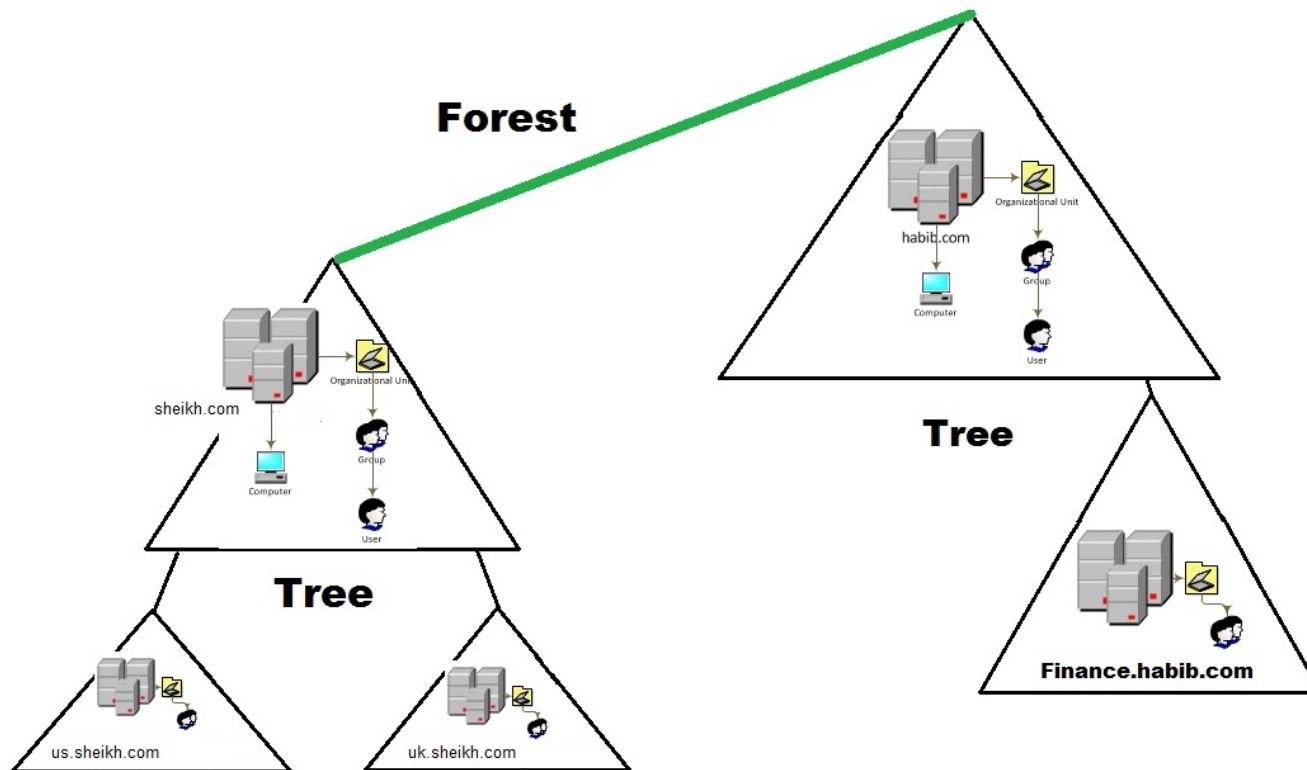 Forest
habib.com
Organizational Unit
Group
Computer
User
sheikh.com
Organizational Unit
Group
Computer
User
Tree
Tree
Finance.habib.com
us.sheikh.com
uk.sheikh.com